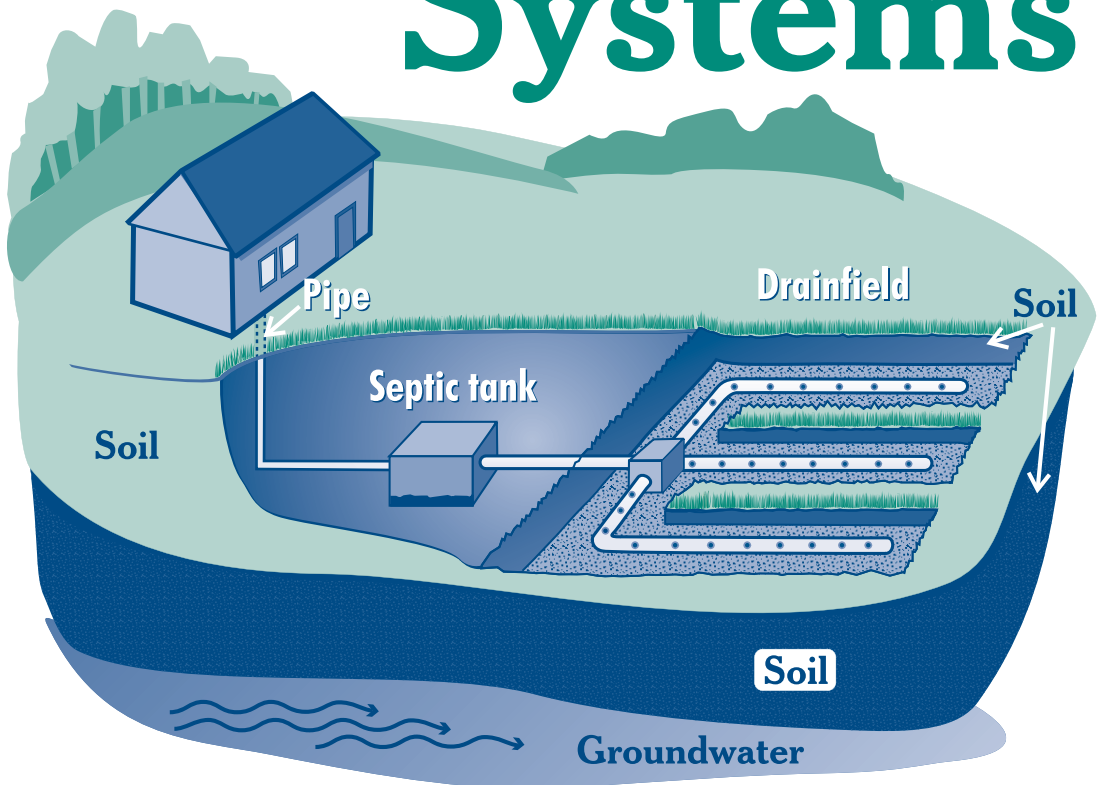 Systems
Pipe
Drainfield
Soil
Septic tank
Soil
Soil
Groundwater